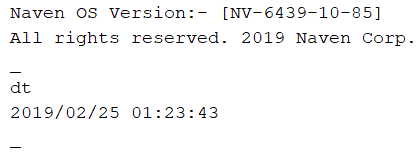 Naven OS Version:- [NV-6439-10-85]
All rights reserved. 2019 Naven Corp.
_
dt
2019/02/25 01:23:43
_